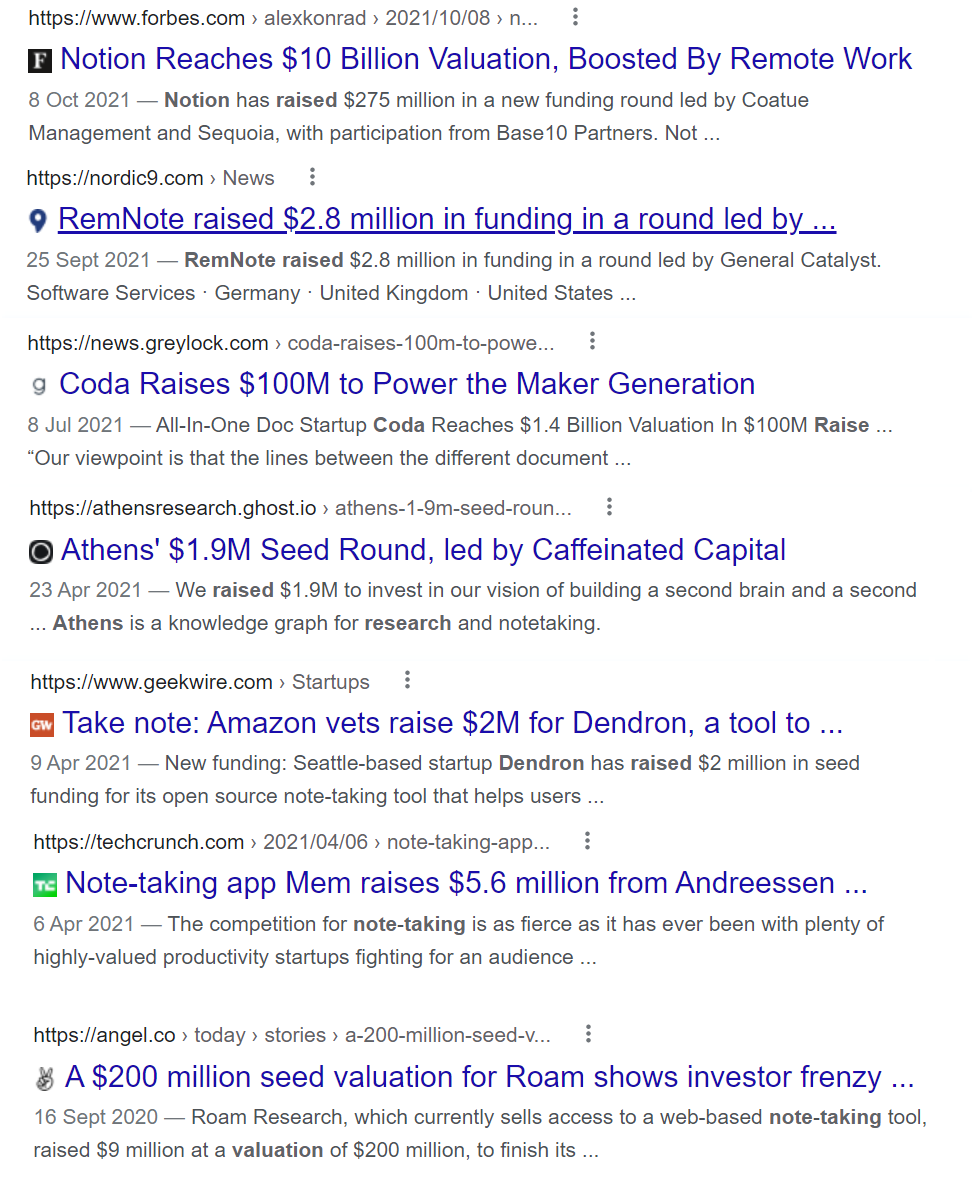 https://www.forbes.com › alexkonrad › 2021/10/08 › n...
F Notion Reaches $10 Billion Valuation, Boosted By Remote Work
8 Oct 2021 — Notion has raised $275 million in a new funding round led by Coatue
Management and Sequoia, with participation from Base10 Partners. Not ...
https://nordic9.com › News
RemNote raised $2.8 million in funding in a round led by ...
25 Sept 2021 — RemNote raised $2.8 million in funding in a round led by General Catalyst.
Software Services · Germany · United Kingdom · United States ...
https://news.greylock.com › coda-raises-100m-to-powe...
g Coda Raises $100M to Power the Maker Generation
8 Jul 2021 — All-In-One Doc Startup Coda Reaches $1.4 Billion Valuation In $100M Raise ...
“Our viewpoint is that the lines between the different document ...
https://athensresearch.ghost.io › athens-1-9m-seed-roun...
Athens' $1.9M Seed Round, led by Caffeinated Capital
23 Apr 2021 — We raised $1.9M to invest in our vision of building a second brain and a second
... Athens is a knowledge graph for research and notetaking.
https://www.geekwire.com › Startups
GW Take note: Amazon vets raise $2M for Dendron, a tool to ...
9 Apr 2021 — New funding: Seattle-based startup Dendron has raised $2 million in seed
funding for its open source note-taking tool that helps users ...
https://techcrunch.com › 2021/04/06 › note-taking-app...
TC Note-taking app Mem raises $5.6 million from Andreessen ...
6 Apr 2021 — The competition for note-taking is as fierce as it has ever been with plenty of
highly-valued productivity startups fighting for an audience ...
https://angel.co › today › stories › a-200-million-seed-v...
A $200 million seed valuation for Roam shows investor frenzy ...
16 Sept 2020 — Roam Research, which currently sells access to a web-based note-taking tool,
raised $9 million at a valuation of $200 million, to finish its ...